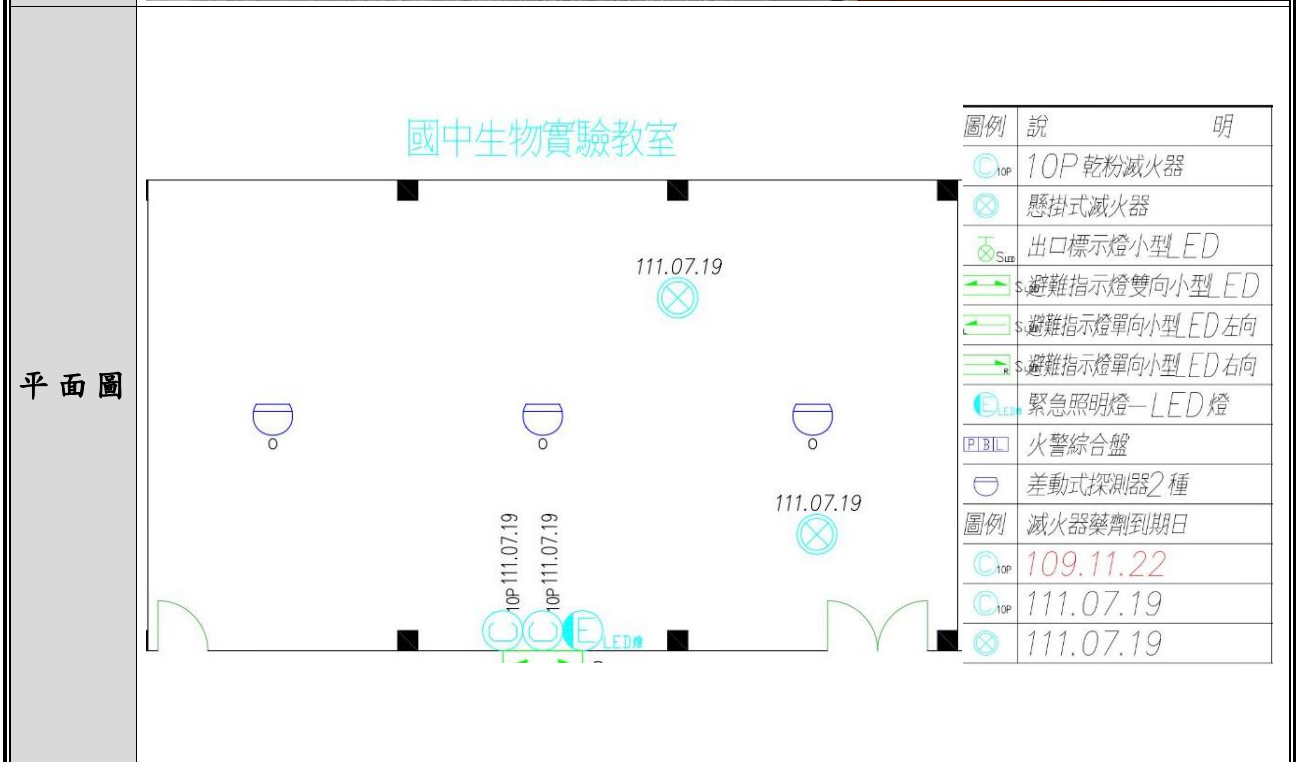 平面圖
國中生物實驗教室
111.07.19
O
O
O
111.07.19
10P 111.07.19
10P 111.07.19
C
C
E
LED燈
圖例 說 明
C 10P 10P乾粉滅火器
懸掛式滅火器
S LED 出口標示燈小型LED
避難指示燈雙向小型LED
L 避難指示燈單向小型LED左向
R 避難指示燈單向小型LED右向
E LED燈 緊急照明燈—LED燈
P B L 火警綜合盤
差動式探測器2種
圖例 滅火器藥劑到期日
C 10P 109.11.22
C 10P 111.07.19
111.07.19